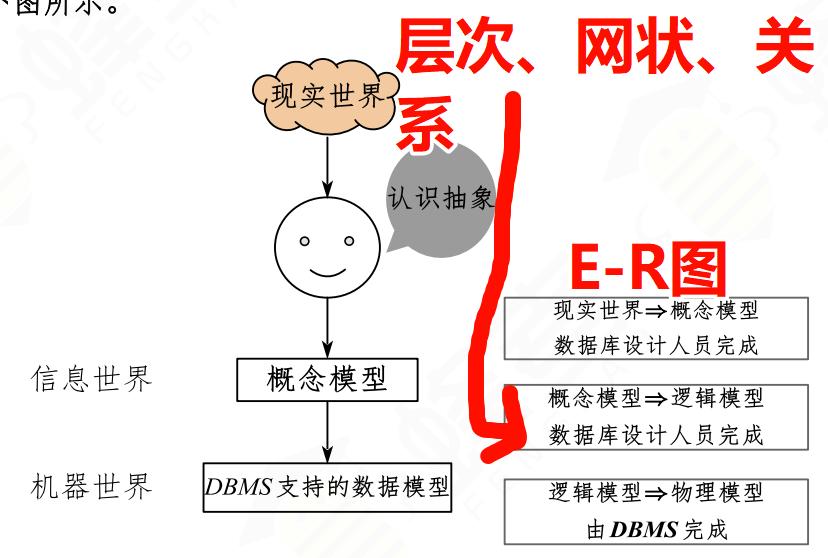 下图所示。
层次、网状、关
系
现实世界
认识抽象
E-R图
现实世界⇒概念模型
数据库设计人员完成
信息世界
概念模型
概念模型⇒逻辑模型
数据库设计人员完成
机器世界
DBMS支持的数据模型
逻辑模型⇒物理模型
由DBMS完成